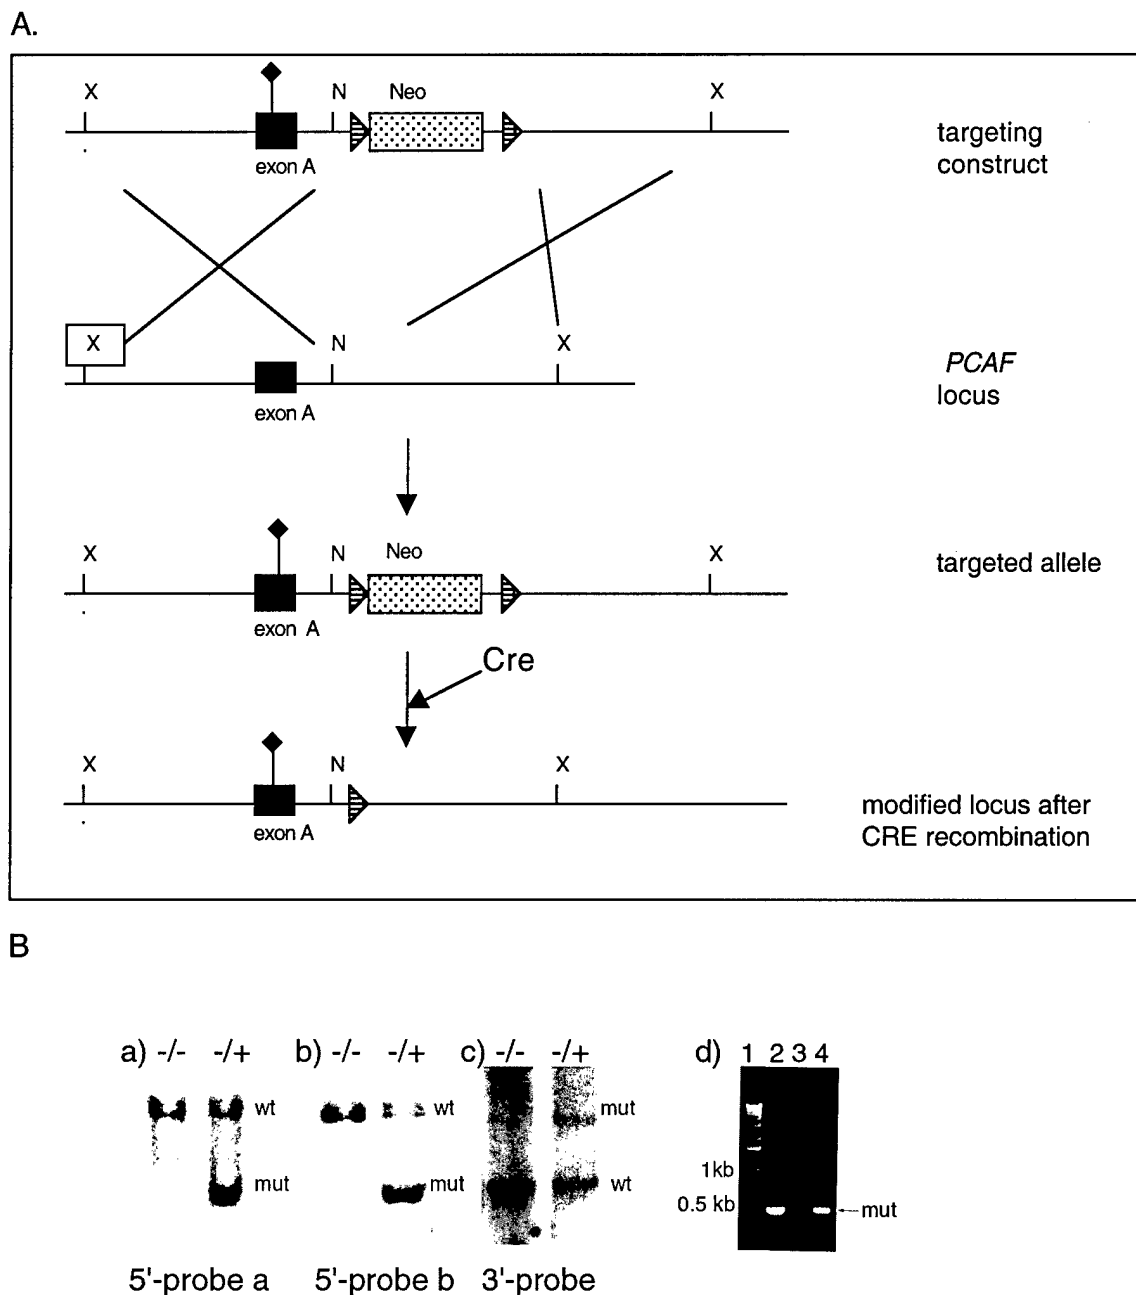 A.
X N Neo X
exon A
targeting
construct
X N X
exon A
PCAF
locus
X N Neo X
exon A
targeted allele
Cre
X N X
exon A
modified locus after
CRE recombination
B
a) -/- -/+ b) -/- -/+ c) -/- -/+ d) 1 2 3 4
wt wt mut
mut mut wt
1kb
0.5 kb
mut
5'-probe a 5'-probe b 3'-probe